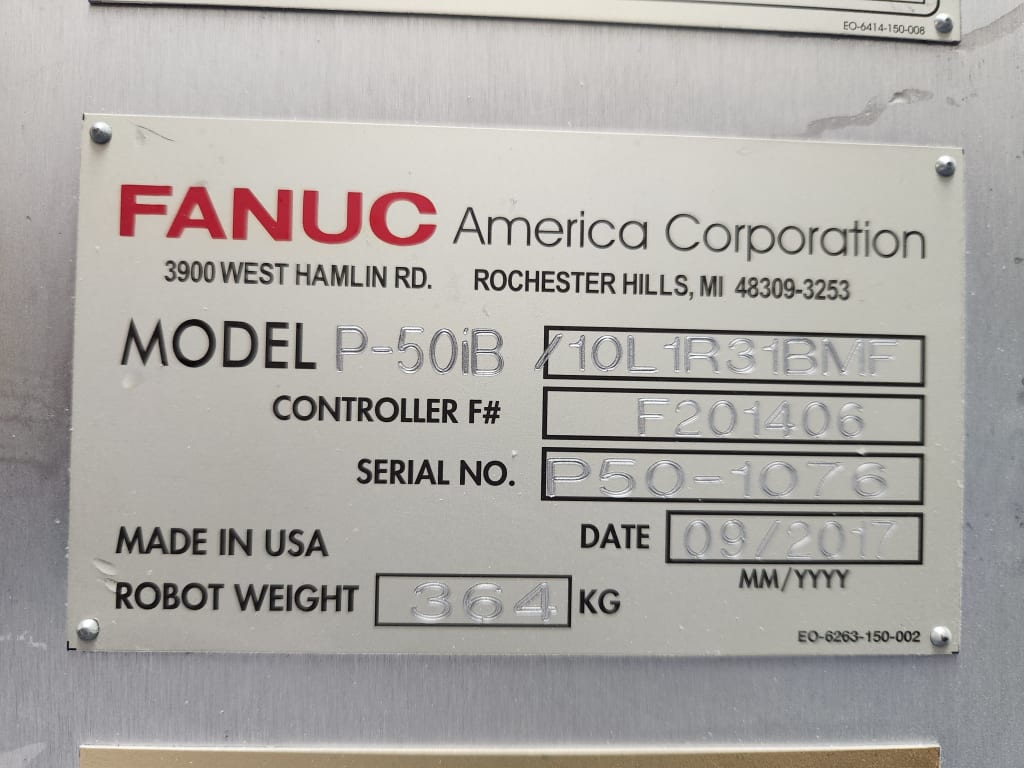 EO-6414-150-008
FANUC America Corporation
3900 WEST HAMLIN RD. ROCHESTER HILLS, MI 48309-3253
MODEL P-50iB /10L1R31BMF
CONTROLLER F# F201406
SERIAL NO. P50-1076
MADE IN USA DATE 09/2017
MM/YYYY
ROBOT WEIGHT 364 KG
EO-6263-150-002